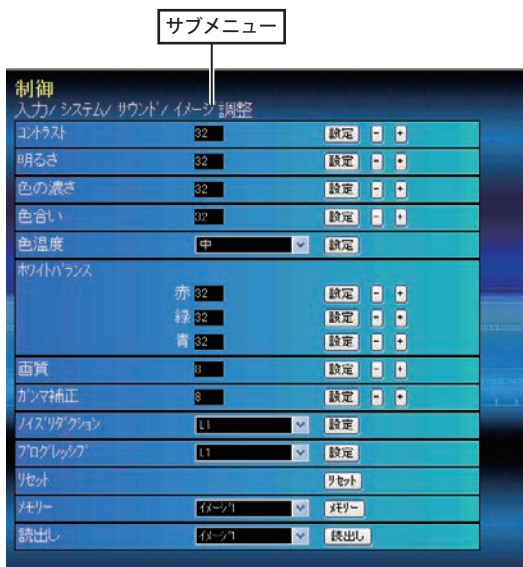 サブメニュー
制御
入力/ システム/ サウンド/ イメージ調整
コントラスト 32 設定 - +
明るさ 32 設定 - +
色の濃さ 32 設定 - +
色合い 32 設定 - +
色温度 中 設定
ホワイトバランス
赤 32 設定 - +
緑 32 設定 - +
青 32 設定 - +
画質 8 設定 - +
ガンマ補正 8 設定 - +
ノイズリダクション L1 設定
プログレッシブ L1 設定
リセット リセット
メモリー イメージ1 メモリー
読出し イメージ1 読出し